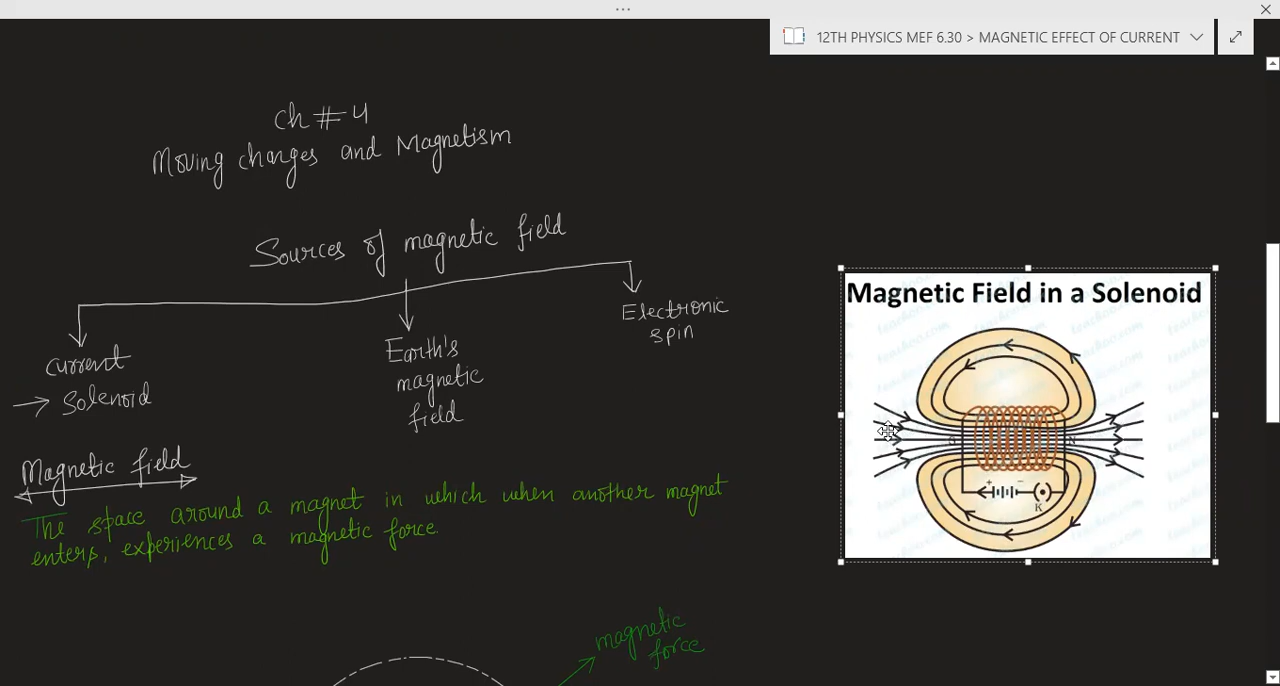 12TH PHYSICS MEF 6.30 > MAGNETIC EFFECT OF CURRENT
Ch # 4
Moving charges and Magnetism
Sources of magnetic field
Current
→ Solenoid
Earth's
magnetic
field
Electronic
spin
Magnetic field
The space around a magnet in which when another magnet
enters, experiences a magnetic force.
magnetic
force
Magnetic Field in a Solenoid
teachoo.com
N
+ −
K